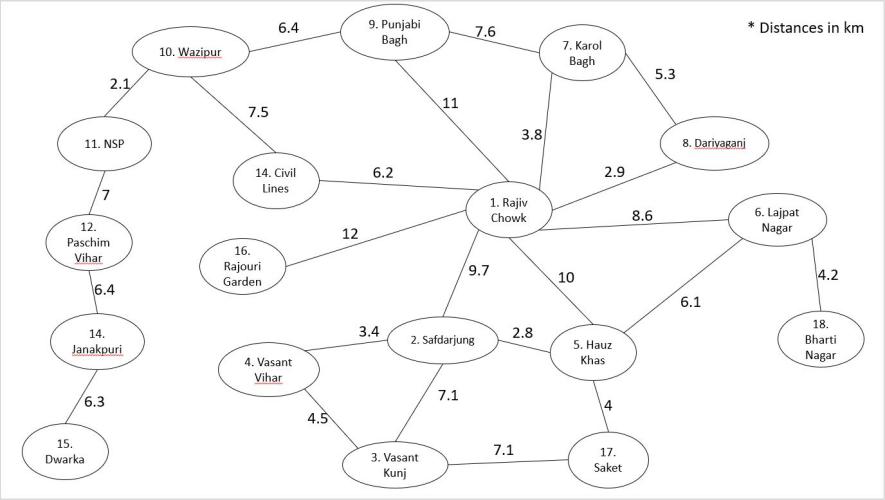 * Distances in km
9. Punjabi
Bagh
6.4
10. Wazipur
7.6
7. Karol
Bagh
5.3
2.1
7.5
11
3.8
11. NSP
8. Dariyaganj
14. Civil
Lines
6.2
2.9
7
1. Rajiv
Chowk
8.6
6. Lajpat
Nagar
12.
Paschim
Vihar
12
16.
Rajouri
Garden
9.7
10
4.2
6.4
6.1
14.
Janakpuri
3.4
2. Safdarjung
2.8
5. Hauz
Khas
18.
Bharti
Nagar
4. Vasant
Vihar
6.3
7.1
4
4.5
15.
Dwarka
3. Vasant
Kunj
7.1
17.
Saket